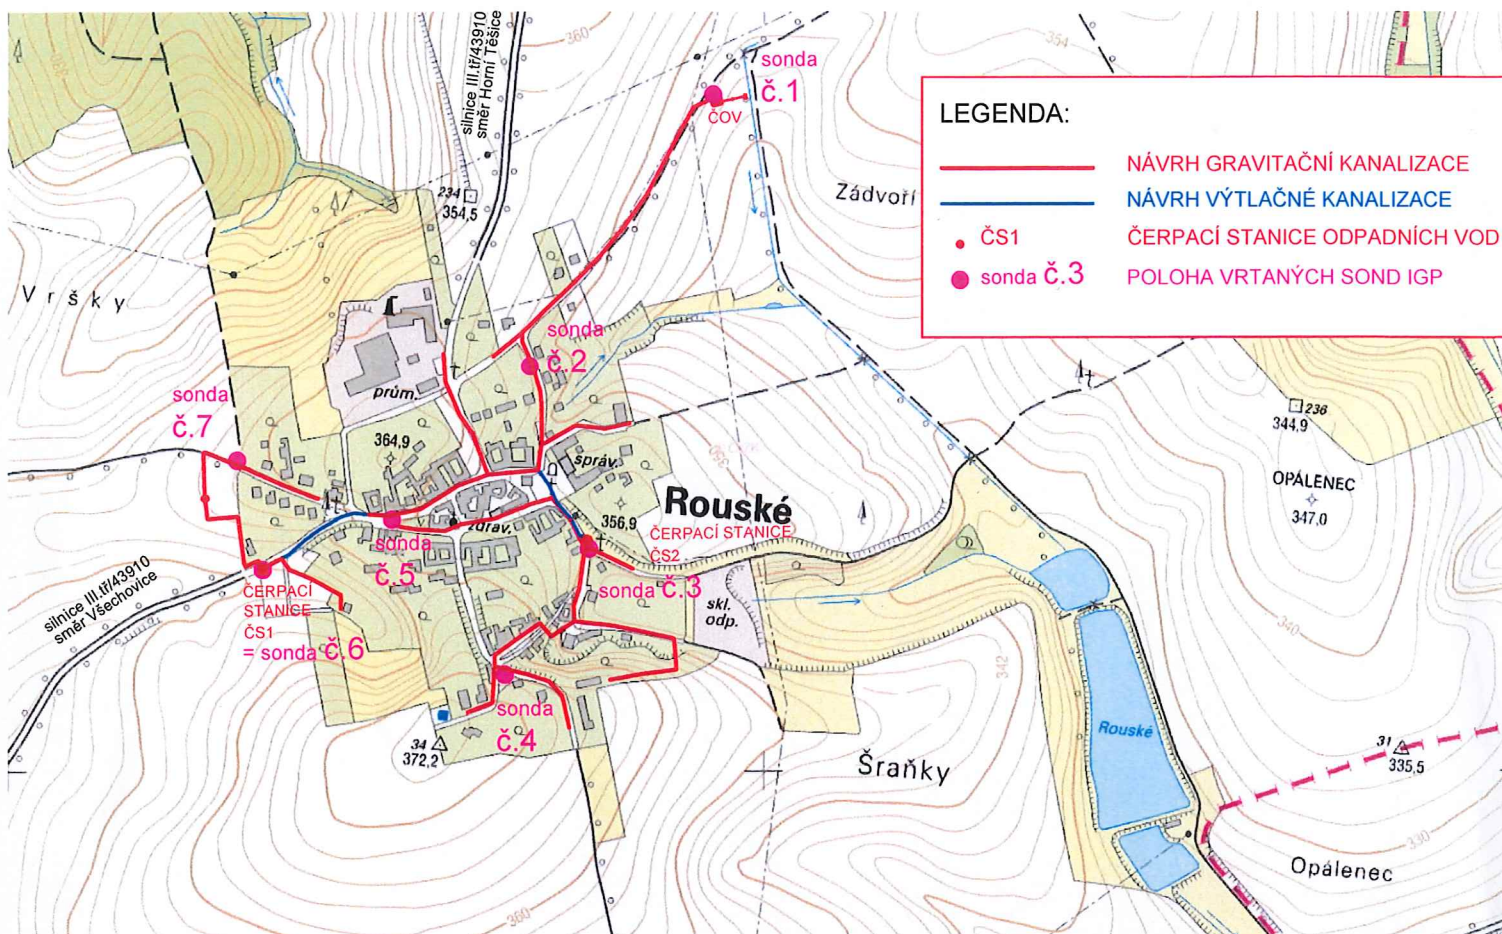 silnice III.tř/43910
směr Horní Těšice
360
354
sonda
č.1
ČOV
LEGENDA:
NÁVRH GRAVITAČNÍ KANALIZACE
NÁVRH VÝTLAČNÉ KANALIZACE
ČS1
ČERPACÍ STANICE ODPADNÍCH VOD
sonda č.3
POLOHA VRTANÝCH SOND IGP
234
354,5
Zádvoří
Vršky
sonda
č.2
prům.
sonda
č.7
364,9
správ.
350
236
344,9
OPÁLENEC
347,0
Rouské
356,9
zdrav.
ČERPACÍ STANICE
ČS2
sonda č.3
sonda
č.5
silnice III.tř/43910
směr Všechovice
ČERPACÍ
STANICE
ČS1
= sonda č.6
skl.
odp.
340
342
sonda
č.4
34
372,2
Rouské
31
335,5
Šraňky
330
Opálenec
360